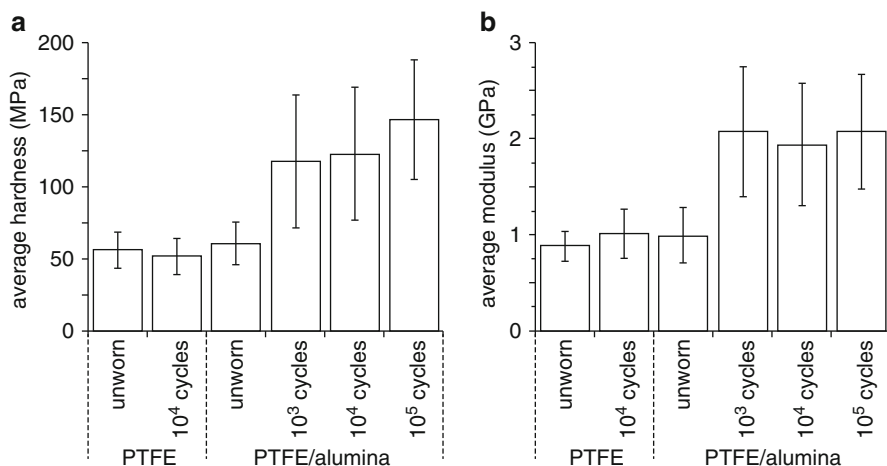 a
average hardness (MPa)
200
150
100
50
0
unworn
10⁴ cycles
unworn
10³ cycles
10⁴ cycles
10⁵ cycles
PTFE
PTFE/alumina
b
average modulus (GPa)
3
2
1
0
unworn
10⁴ cycles
unworn
10³ cycles
10⁴ cycles
10⁵ cycles
PTFE
PTFE/alumina